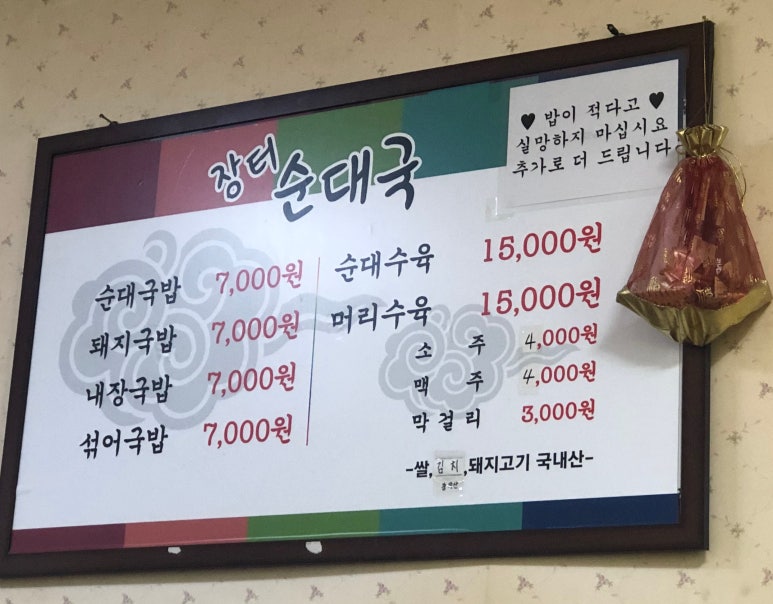 장터 순대국
♥ 밥이 적다고 ♥
실망하지 마십시요
추가로 더 드립니다
순대국밥 7,000원
돼지국밥 7,000원
내장국밥 7,000원
섞어국밥 7,000원
순대수육 15,000원
머리수육 15,000원
소 주 4,000원
맥 주 4,000원
막걸리 3,000원
-쌀,김치,돼지고기 국내산-